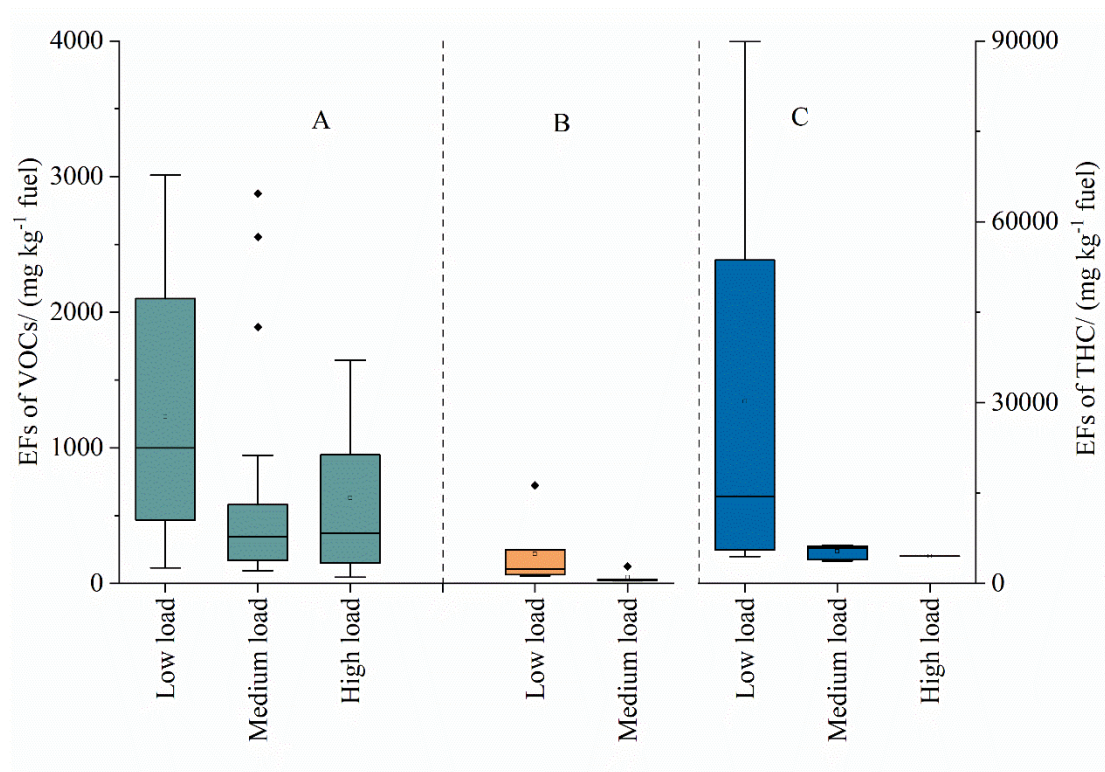 A
B
C
4000
3000
2000
1000
0
EFs of VOCs/ (mg kg⁻¹ fuel)
90000
60000
30000
0
EFs of THC/ (mg kg⁻¹ fuel)
Low load
Medium load
High load
Low load
Medium load
Low load
Medium load
High load